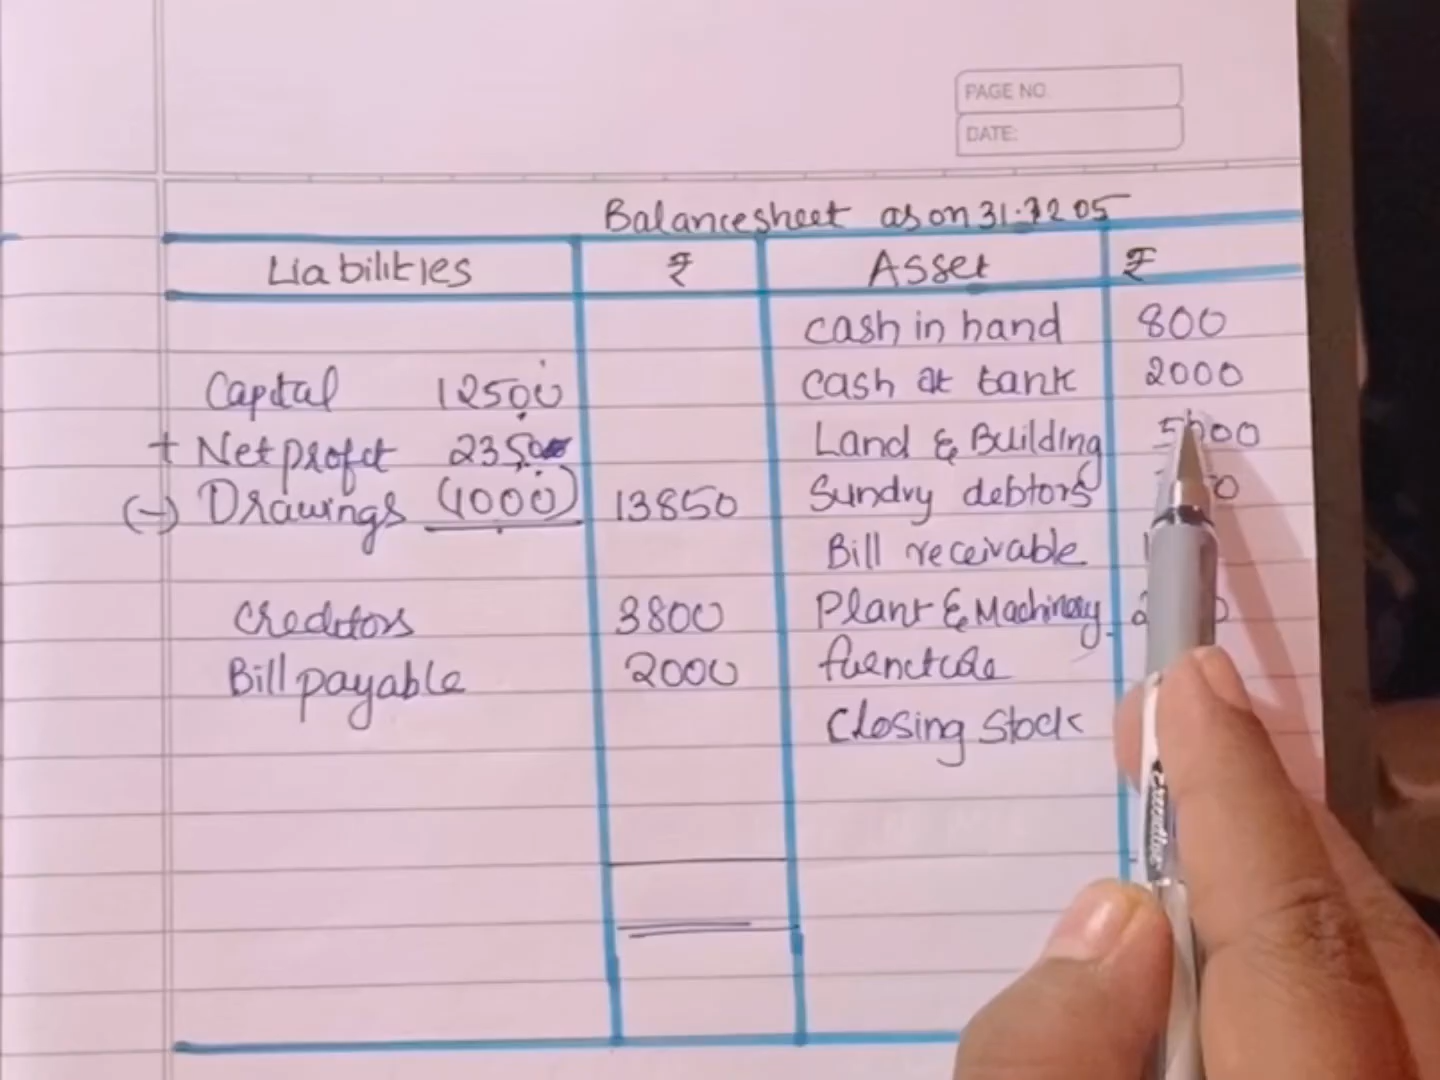 PAGE NO.
DATE:
Balancesheet as on 31.12 05
Liabilities ₹ Asset ₹
cash in hand 800
Capital 12500 cash at bank 2000
+ Net profit 2350 Land & Building
(-) Drawings (1000) 13850 Sundry debtors
Bill receivable
Creditors 3800 Plant & Machinery
Bill payable 2000 furniture
Closing Stock